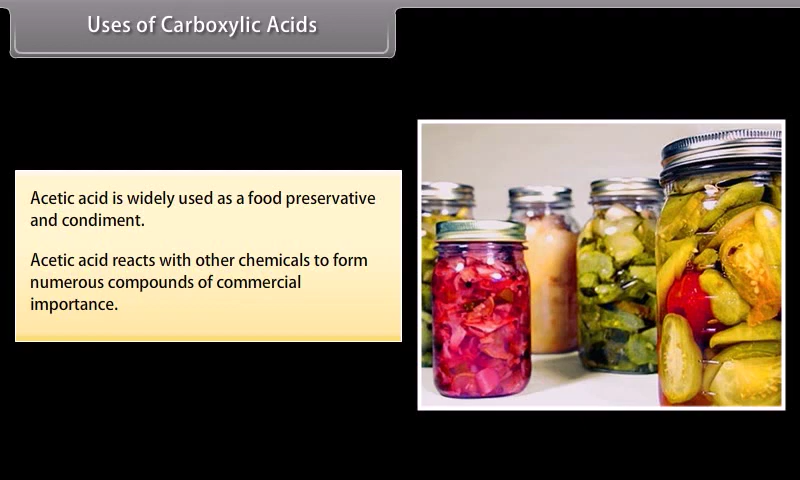 Uses of Carboxylic Acids
Acetic acid is widely used as a food preservative
and condiment.
Acetic acid reacts with other chemicals to form
numerous compounds of commercial
importance.